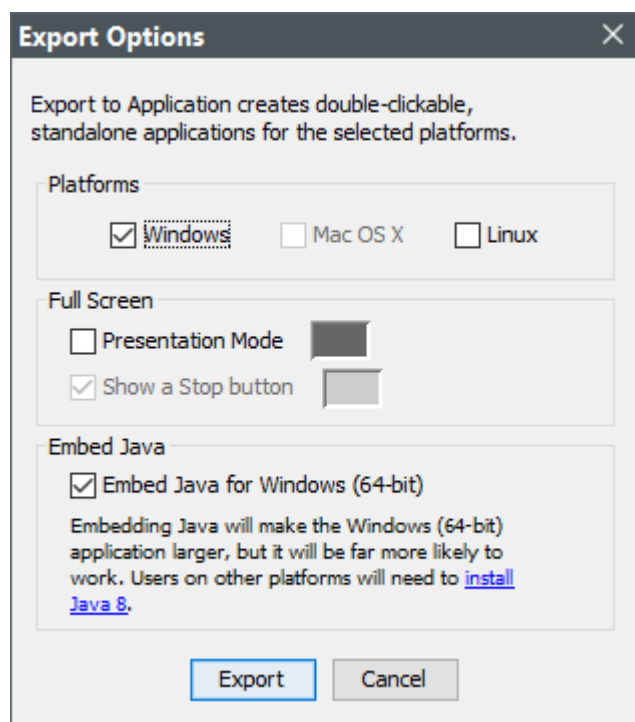 Export Options
Export to Application creates double-clickable,
standalone applications for the selected platforms.
Platforms
Windows Mac OS X Linux
Full Screen
Presentation Mode
Show a Stop button
Embed Java
Embed Java for Windows (64-bit)
Embedding Java will make the Windows (64-bit)
application larger, but it will be far more likely to
work. Users on other platforms will need to install
Java 8.
Export Cancel